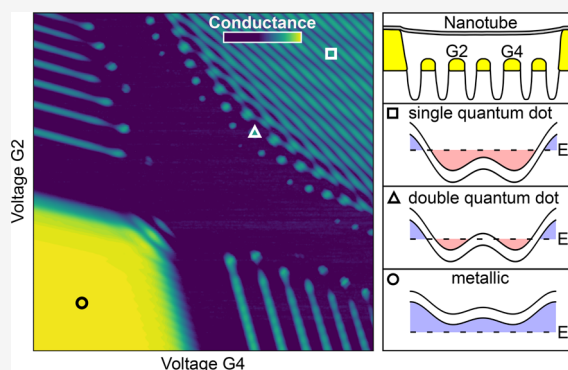 Conductance
Voltage G2
Voltage G4
Nanotube
G2 G4
single quantum dot
E
double quantum dot
E
metallic
E